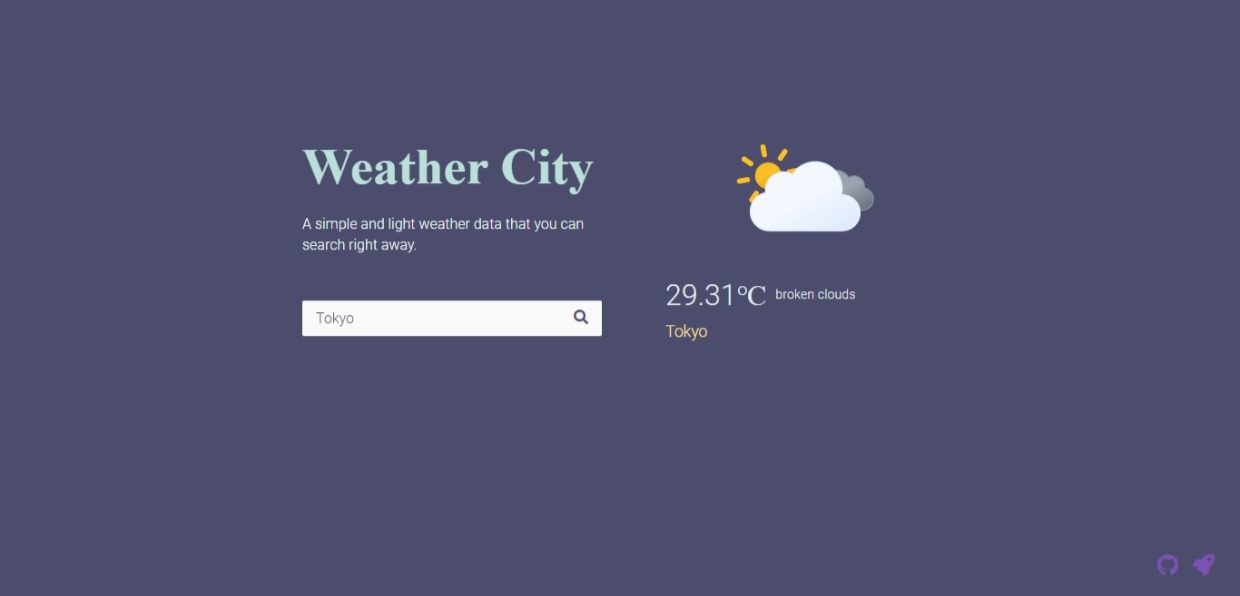 Weather City
A simple and light weather data that you can
search right away.
Tokyo
29.31℃ broken clouds
Tokyo